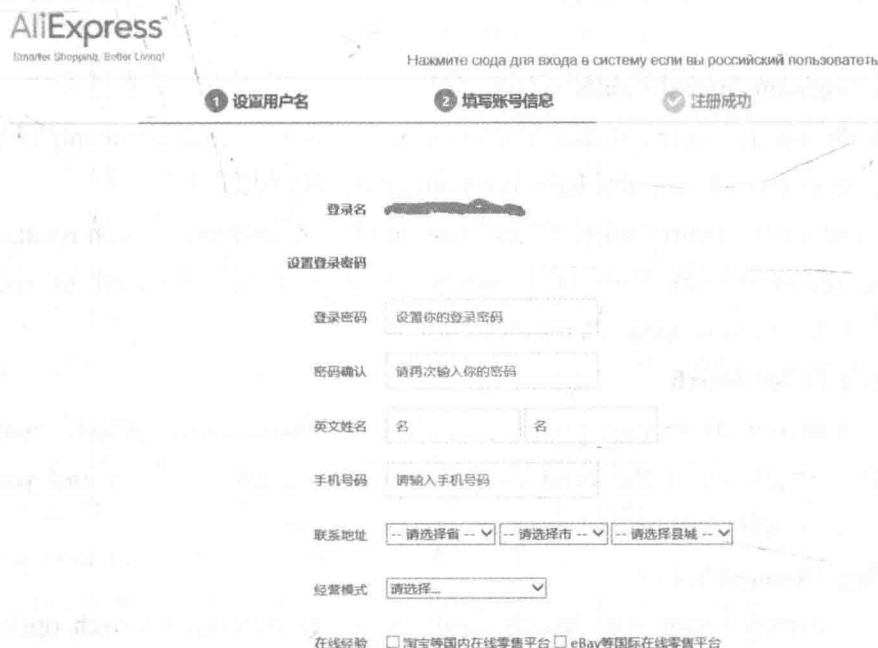 AliExpress
Smarter Shopping, Better Living!
Нажмите сюда для входа в систему если вы российский пользователь
1 设置用户名 2 填写账号信息 注册成功
登录名
设置登录密码
登录密码 设置你的登录密码
密码确认 请再次输入你的密码
英文姓名 名 名
手机号码 请输入手机号码
联系地址 -- 请选择省 -- -- 请选择市 -- -- 请选择县城 --
经营模式 请选择...
在线经验 淘宝等国内在线零售平台 eBay等国际在线零售平台